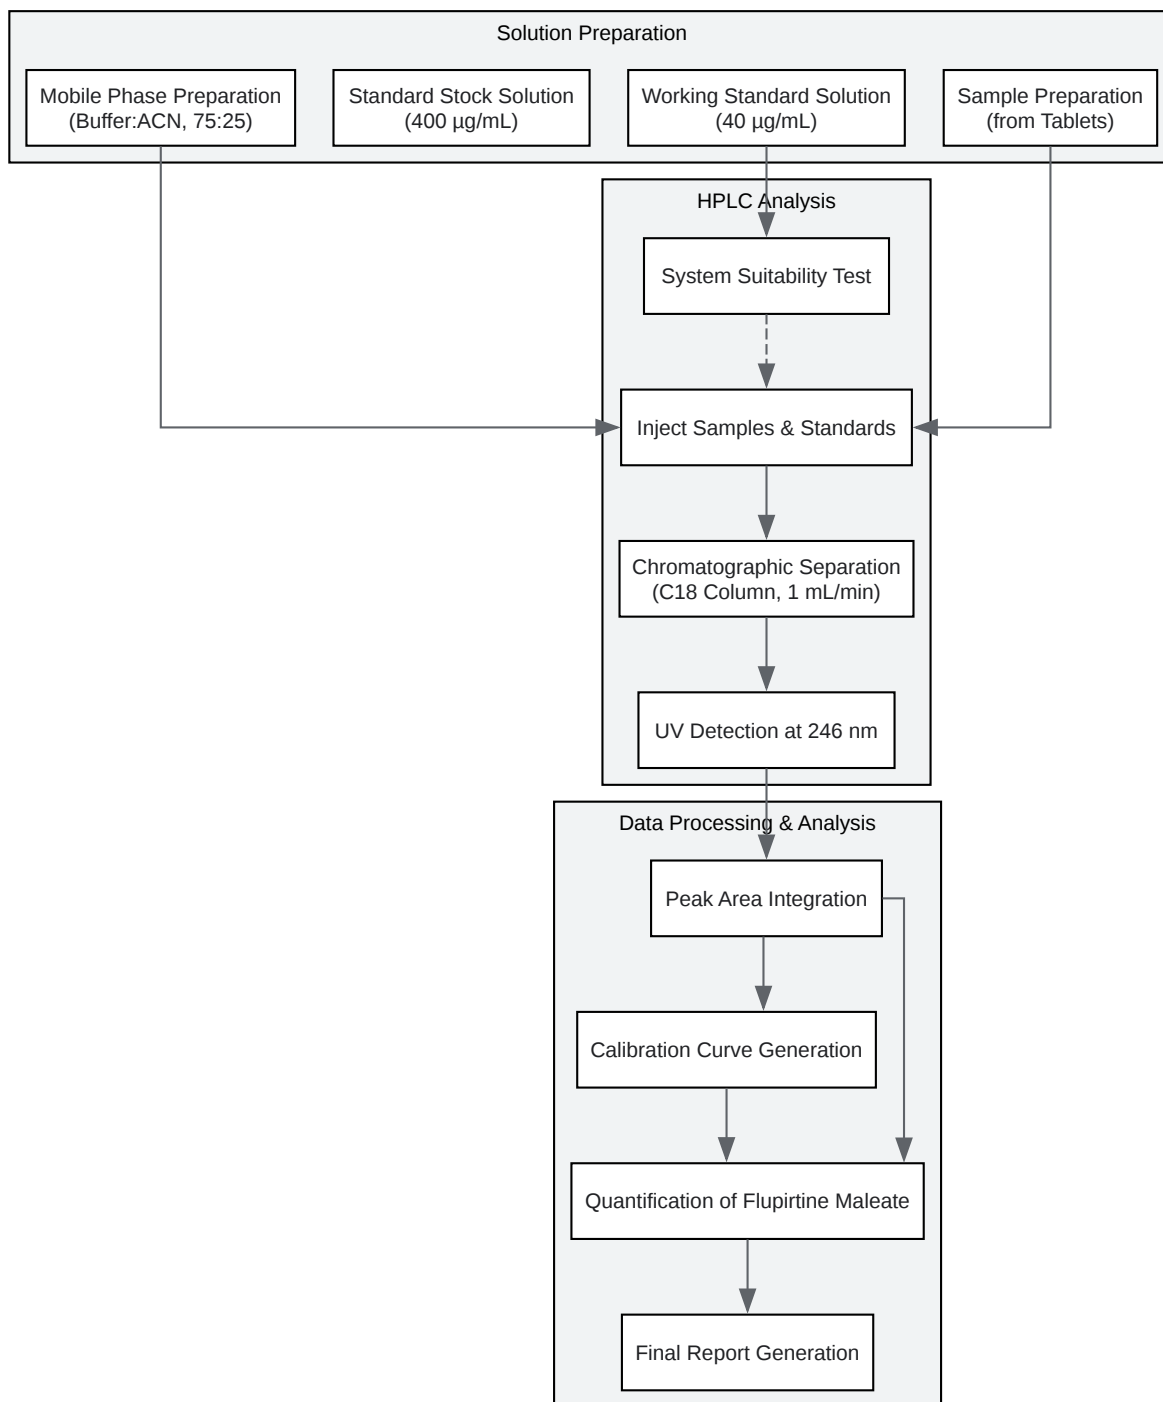 Solution Preparation
Mobile Phase Preparation
(Buffer:ACN, 75:25)
Standard Stock Solution
(400 µg/mL)
Working Standard Solution
(40 µg/mL)
Sample Preparation
(from Tablets)
HPLC Analysis
System Suitability Test
Inject Samples & Standards
Chromatographic Separation
(C18 Column, 1 mL/min)
UV Detection at 246 nm
Data Processing & Analysis
Peak Area Integration
Calibration Curve Generation
Quantification of Flupirtine Maleate
Final Report Generation